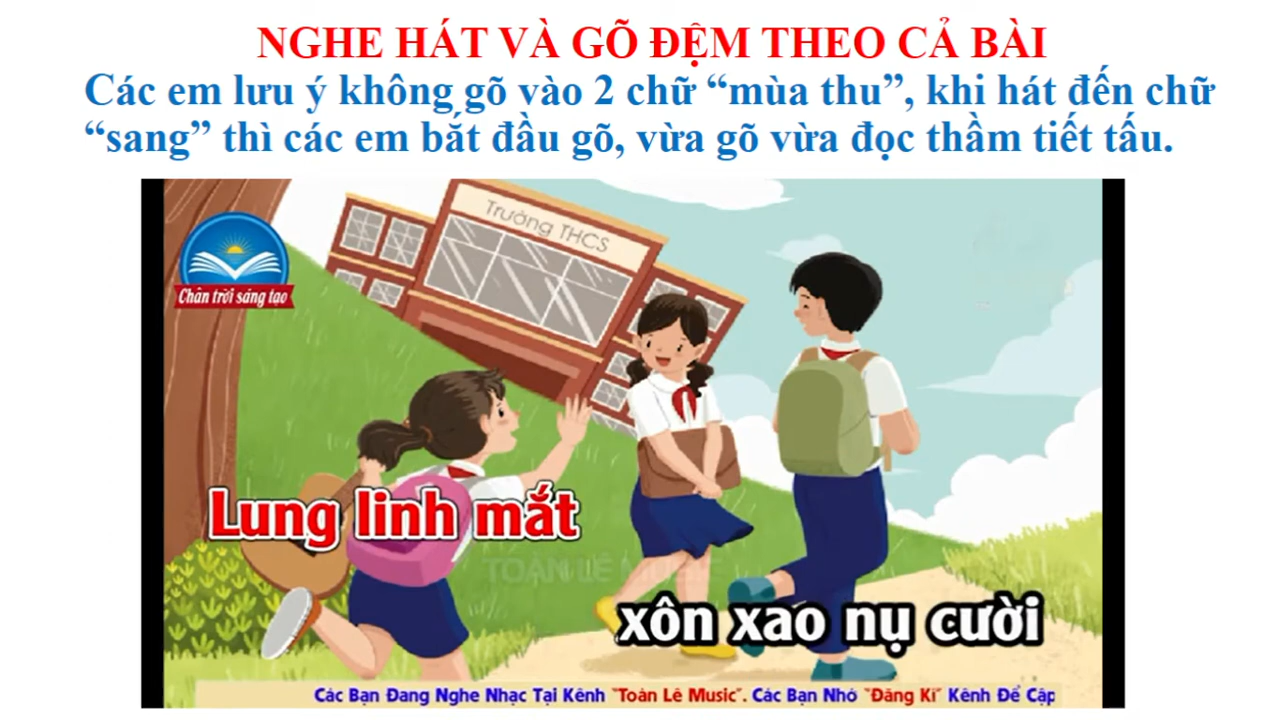 NGHE HÁT VÀ GÕ ĐỆM THEO CẢ BÀI
Các em lưu ý không gõ vào 2 chữ “mùa thu”, khi hát đến chữ
“sang” thì các em bắt đầu gõ, vừa gõ vừa đọc thầm tiết tấu.
Trường THCS
Chân trời sáng tạo
Lung linh mắt
TOÀN LÊ MUSIC
xôn xao nụ cười
Các Bạn Đang Nghe Nhạc Tại Kênh "Toàn Lê Music". Các Bạn Nhớ "Đăng Kí" Kênh Để Cập